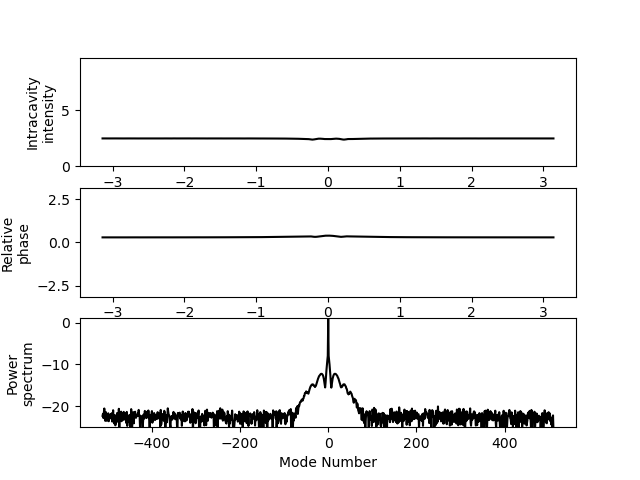 Intracavity
intensity
5
0
−3 −2 −1 0 1 2 3
Relative
phase
2.5
0.0
−2.5
−3 −2 −1 0 1 2 3
Power
spectrum
0
−10
−20
−400 −200 0 200 400
Mode Number